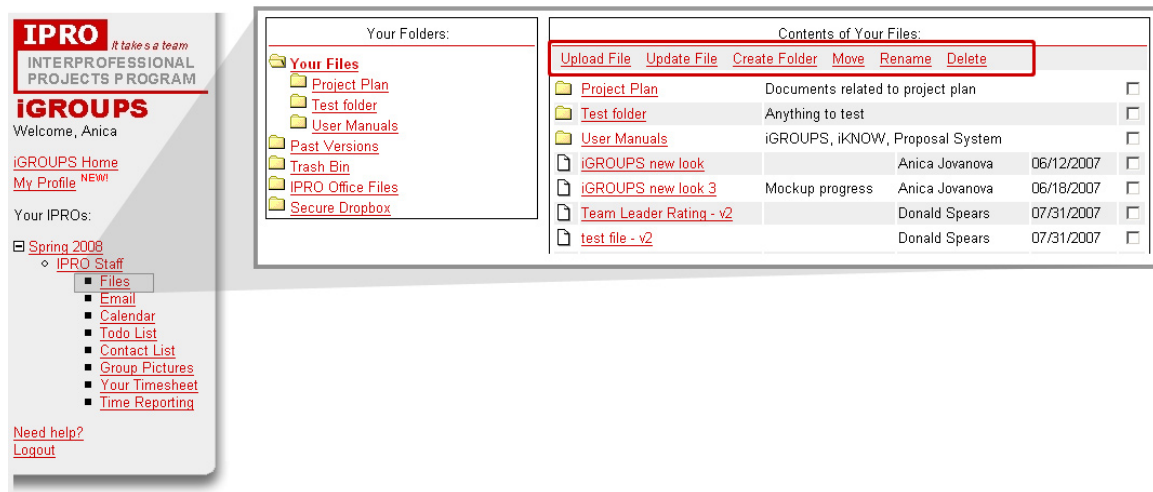 IPRO It takes a team
INTERPROFESSIONAL
PROJECTS PROGRAM
iGROUPS
Welcome, Anica
iGROUPS Home
My Profile NEW!
Your IPROs:
Spring 2008
IPRO Staff
Files
Email
Calendar
Todo List
Contact List
Group Pictures
Your Timesheet
Time Reporting
Need help?
Logout
Your Folders:
Your Files
Project Plan
Test folder
User Manuals
Past Versions
Trash Bin
IPRO Office Files
Secure Dropbox
Contents of Your Files:
Upload File Update File Create Folder Move Rename Delete
Project Plan Documents related to project plan
Test folder Anything to test
User Manuals iGROUPS, iKNOW, Proposal System
iGROUPS new look Anica Jovanova 06/12/2007
iGROUPS new look 3 Mockup progress Anica Jovanova 06/18/2007
Team Leader Rating - v2 Donald Spears 07/31/2007
test file - v2 Donald Spears 07/31/2007